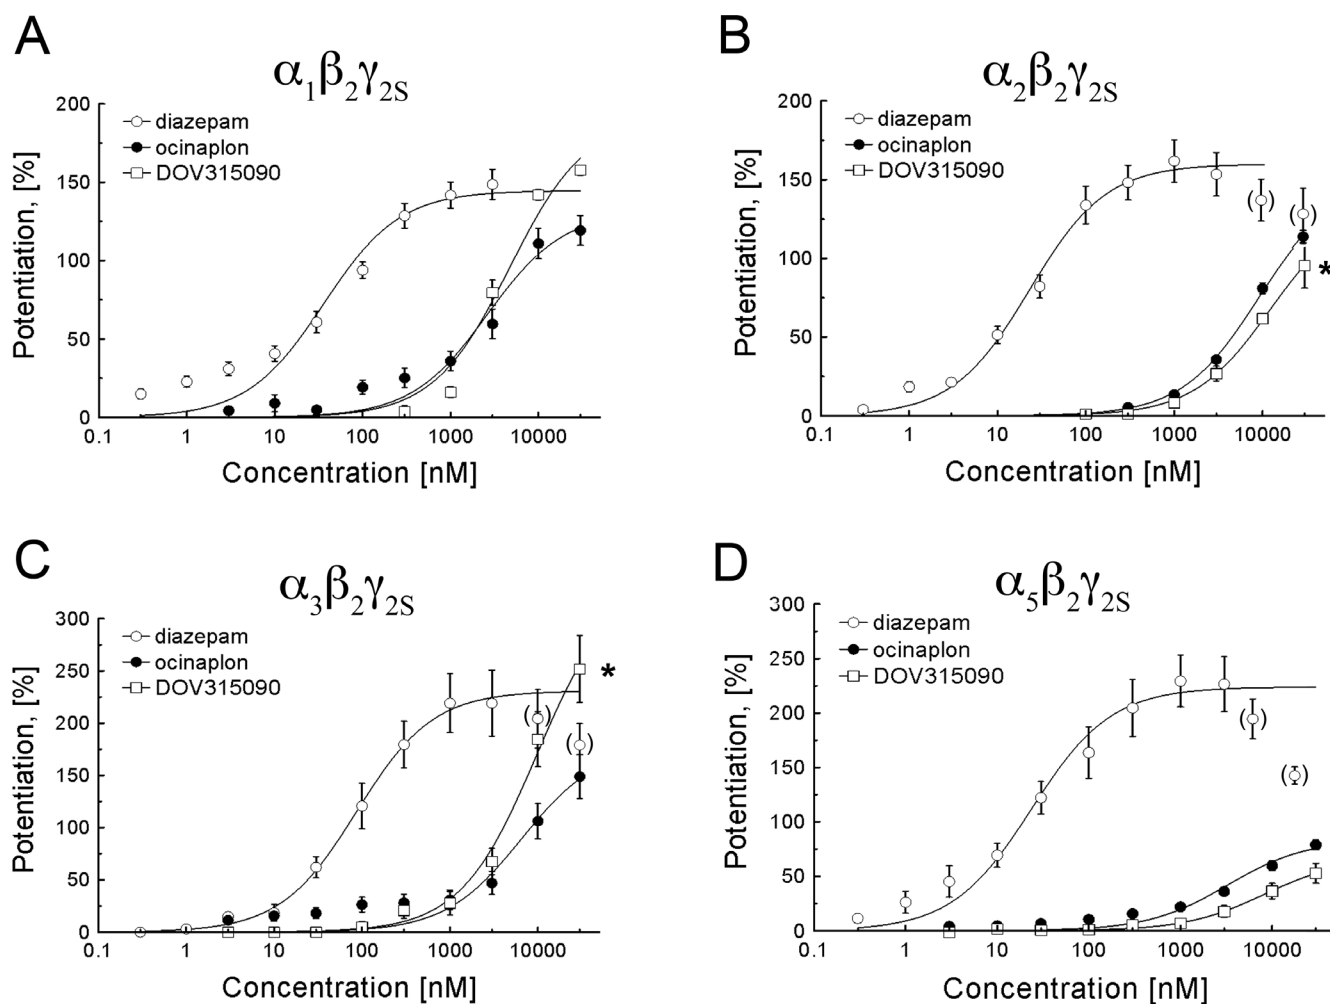 A
α1β2γ2S
200
150
100
50
0
Potentiation, [%]
diazepam
ocinaplon
DOV315090
0.1 1 10 100 1000 10000
Concentration [nM]
B
α2β2γ2S
200
150
100
50
0
Potentiation, [%]
diazepam
ocinaplon
DOV315090
( )
( )
*
0.1 1 10 100 1000 10000
Concentration [nM]
C
α3β2γ2S
300
250
200
150
100
50
0
Potentiation, [%]
diazepam
ocinaplon
DOV315090
*
( )
( )
0.1 1 10 100 1000 10000
Concentration [nM]
D
α5β2γ2S
300
250
200
150
100
50
0
Potentiation, [%]
diazepam
ocinaplon
DOV315090
( )
( )
0.1 1 10 100 1000 10000
Concentration [nM]